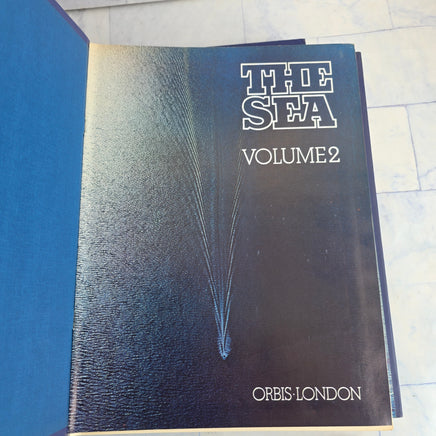 THE
SEA
VOLUME 2
ORBIS·LONDON